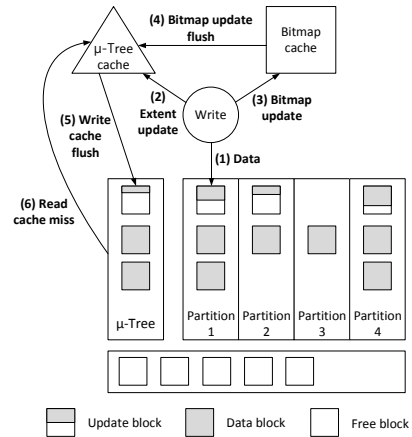 (4) Bitmap update
flush
Bitmap
cache
μ-Tree
cache
(2)
Extent
update
(3) Bitmap
update
Write
(5) Write
cache
flush
(1) Data
(6) Read
cache miss
μ-Tree
Partition
1
Partition
2
Partition
3
Partition
4
Update block
Data block
Free block